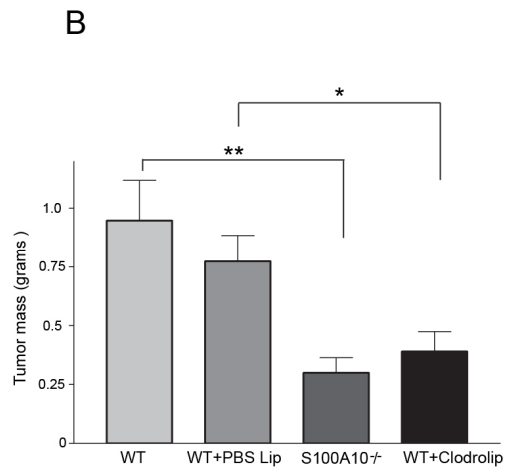 B
*
**
Tumor mass (grams )
1.0
0.75
0.5
0.25
0
WT WT+PBS Lip S100A10-/- WT+Clodrolip